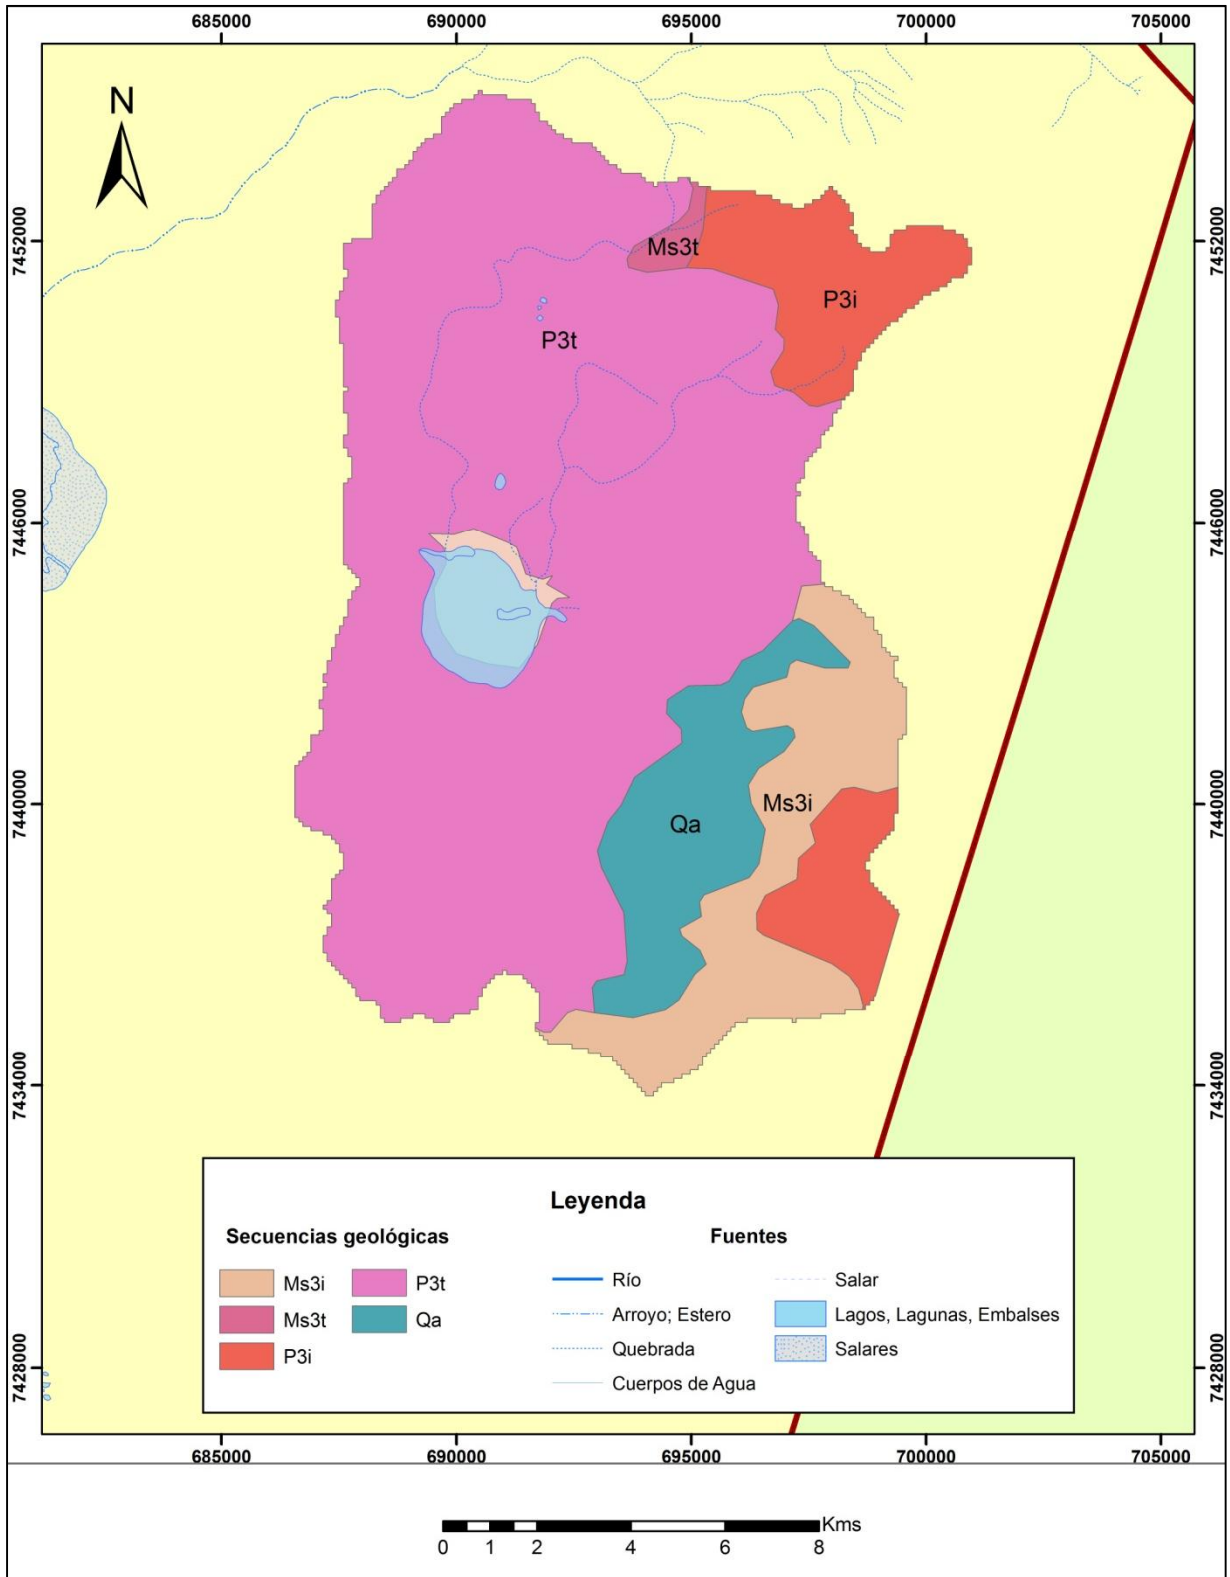 685000 690000 695000 700000 705000
N
7452000 7452000
Ms3t
P3i
P3t
7446000 7446000
7440000 7440000
Ms3i
Qa
7434000 7434000
Leyenda
Secuencias geológicas
Fuentes
Ms3i P3t
Ms3t Qa
P3i
Río
Arroyo; Estero
Quebrada
Cuerpos de Agua
Salar
Lagos, Lagunas, Embalses
Salares
7428000 7428000
685000 690000 695000 700000 705000
Kms
0 1 2 4 6 8